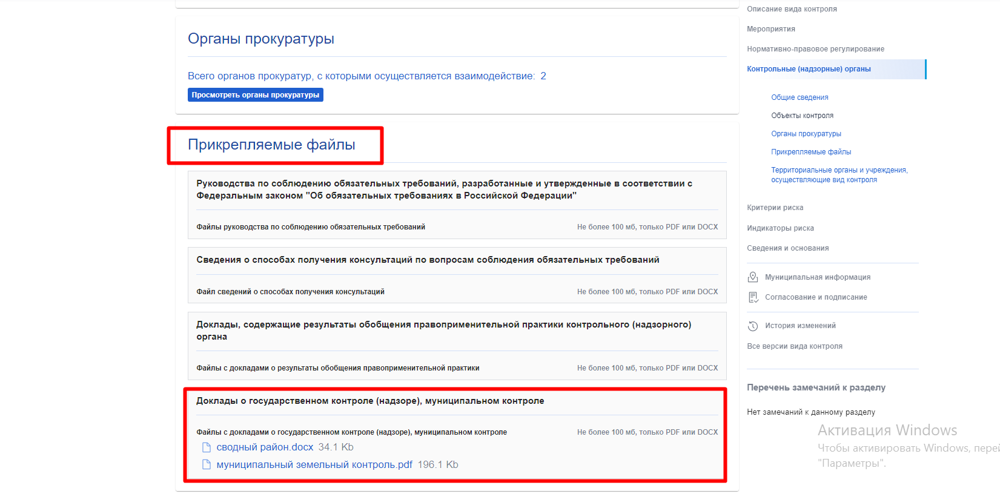 Органы прокуратуры
Всего органов прокуратур, с которыми осуществляется взаимодействие: 2
Просмотреть органы прокуратуры
Прикрепляемые файлы
Руководства по соблюдению обязательных требований, разработанные и утвержденные в соответствии с
Федеральным законом "Об обязательных требованиях в Российской Федерации"
Файлы руководства по соблюдению обязательных требований
Не более 100 мб, только PDF или DOCX
Сведения о способах получения консультаций по вопросам соблюдения обязательных требований
Файл сведений о способах получения консультаций
Не более 100 мб, только PDF или DOCX
Доклады, содержащие результаты обобщения правоприменительной практики контрольного (надзорного)
органа
Файлы с докладами о результаты обобщения правоприменительной практики
Не более 100 мб, только PDF или DOCX
Доклады о государственном контроле (надзоре), муниципальном контроле
Файлы с докладами о государственном контроле (надзоре), муниципальном контроле
Не более 100 мб, только PDF или DOCX
сводный район.docx 34.1 Kb
муниципальный земельный контроль.pdf 196.1 Kb
Описание вида контроля
Мероприятия
Нормативно-правовое регулирование
Контрольные (надзорные) органы
Общие сведения
Объекты контроля
Органы прокуратуры
Прикрепляемые файлы
Территориальные органы и учреждения,
осуществляющие вид контроля
Критерии риска
Индикаторы риска
Сведения и основания
Муниципальная информация
Согласование и подписание
История изменений
Все версии вида контроля
Перечень замечаний к разделу
Нет замечаний к данному разделу
Активация Windows
Чтобы активировать Windows, перей
"Параметры".